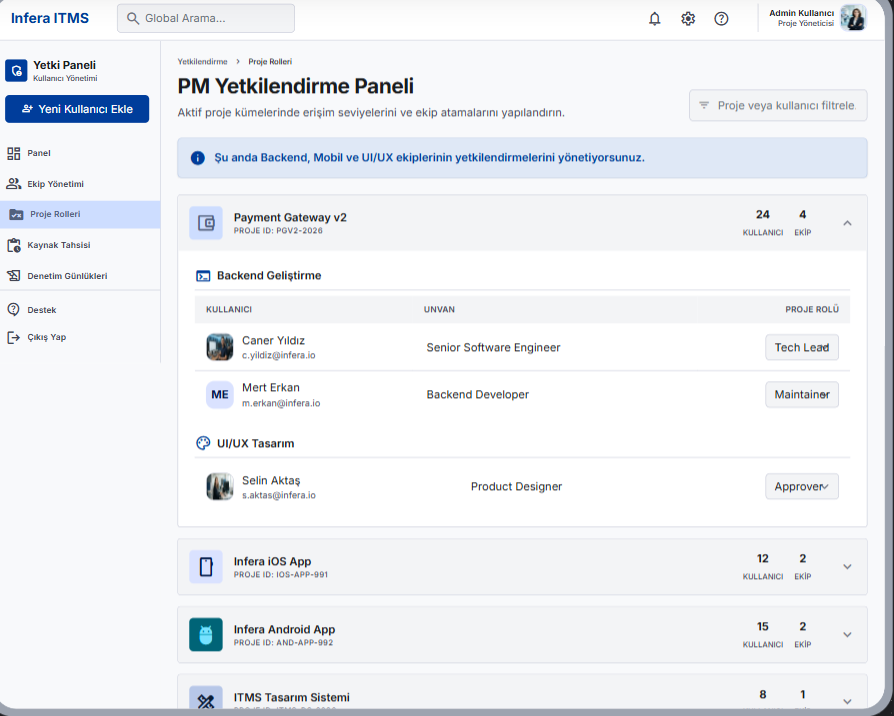 Infera ITMS
Global Arama...
Admin Kullanıcı
Proje Yöneticisi
Yetki Paneli
Kullanıcı Yönetimi
Yeni Kullanıcı Ekle
Panel
Ekip Yönetimi
Proje Rolleri
Kaynak Tahsisi
Denetim Günlükleri
Destek
Çıkış Yap
Yetkilendirme > Proje Rolleri
PM Yetkilendirme Paneli
Aktif proje kümelerinde erişim seviyelerini ve ekip atamalarını yapılandırın.
Proje veya kullanıcı filtrele
Şu anda Backend, Mobil ve UI/UX ekiplerinin yetkilendirmelerini yönetiyorsunuz.
Payment Gateway v2
PROJE ID: PGV2-2026
24 4
KULLANICI EKİP
Backend Geliştirme
KULLANICI UNVAN PROJE ROLÜ
Caner Yıldız
c.yildiz@infera.io
Senior Software Engineer
Tech Lead
ME
Mert Erkan
m.erkan@infera.io
Backend Developer
Maintainer
UI/UX Tasarım
Selin Aktaş
s.aktas@infera.io
Product Designer
Approver
Infera iOS App
PROJE ID: IOS-APP-991
12 2
KULLANICI EKİP
Infera Android App
PROJE ID: AND-APP-992
15 2
KULLANICI EKİP
ITMS Tasarım Sistemi
8 1